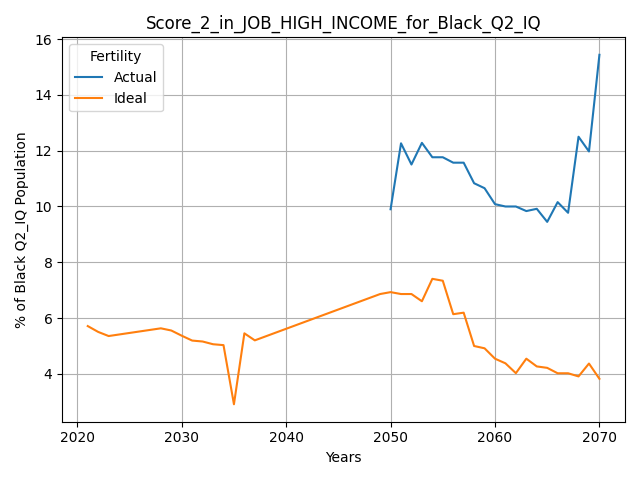 Score_2_in_JOB_HIGH_INCOME_for_Black_Q2_IQ
Fertility
Actual
Ideal
% of Black Q2_IQ Population
16
14
12
10
8
6
4
2020
2030
2040
2050
2060
2070
Years